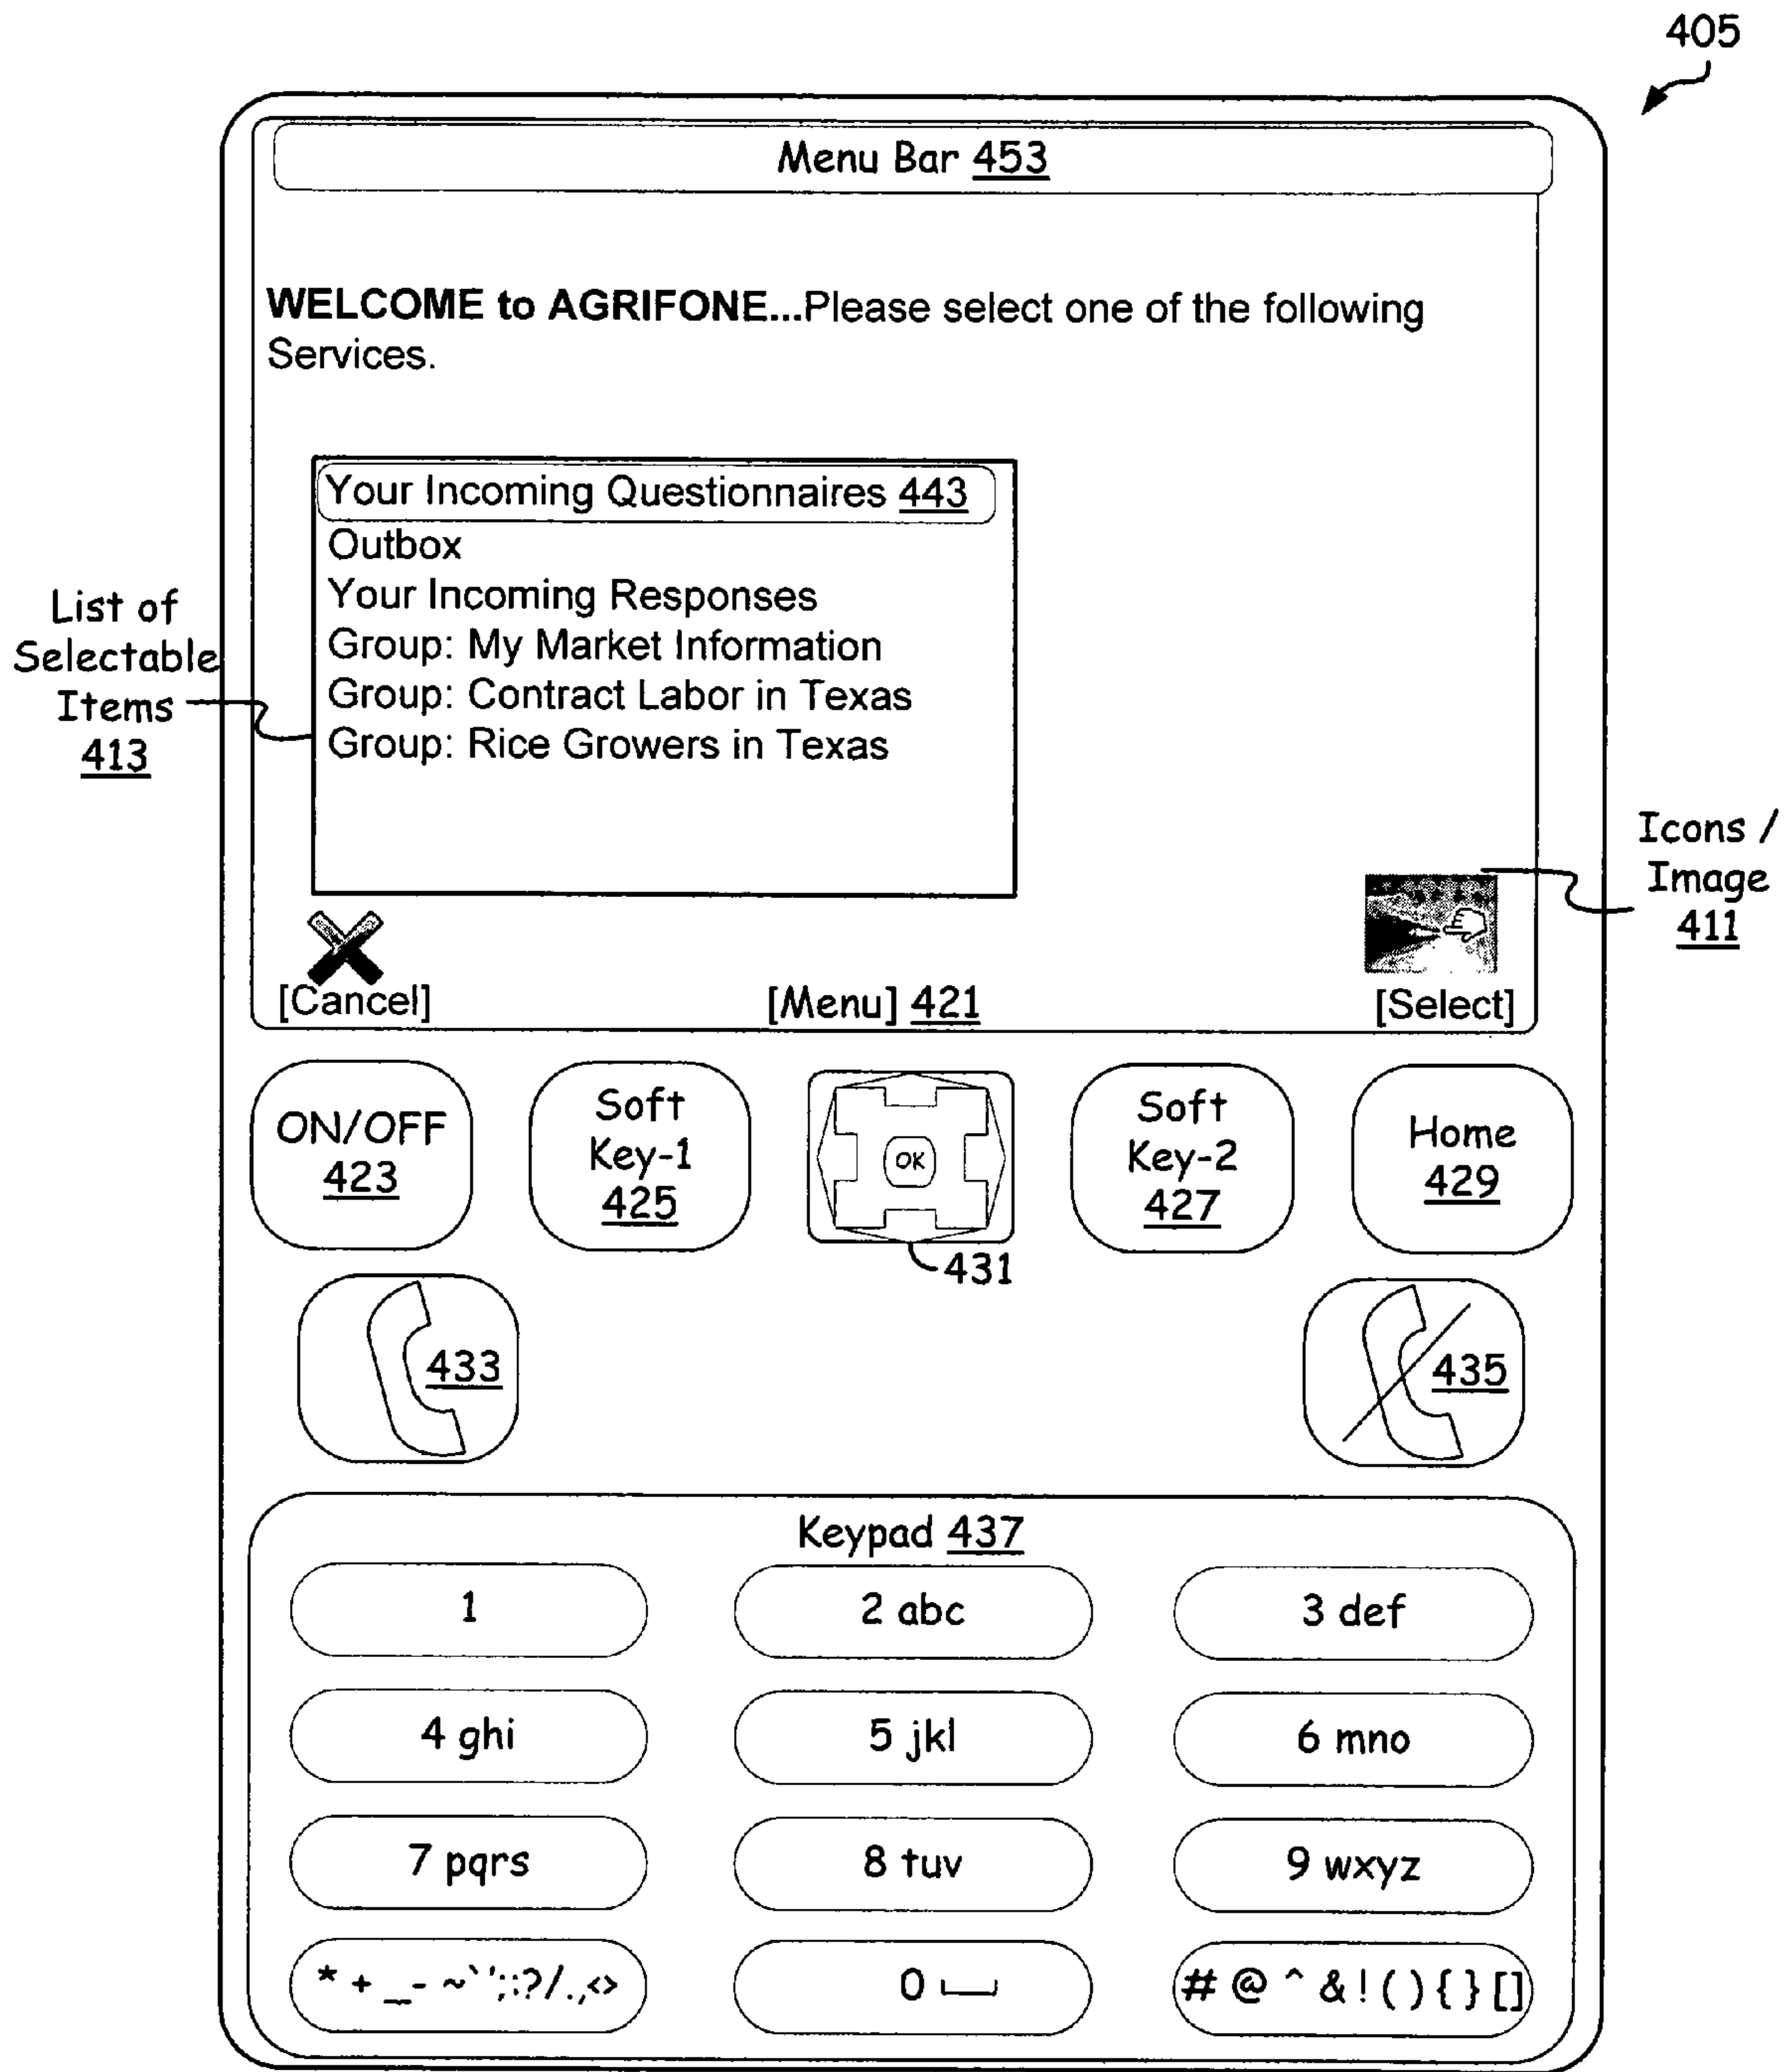 405
Menu Bar 453
WELCOME to AGRIFONE...Please select one of the following
Services.
Your Incoming Questionnaires 443
Outbox
Your Incoming Responses
Group: My Market Information
Group: Contract Labor in Texas
Group: Rice Growers in Texas
List of
Selectable
Items
413
Icons /
Image
411
[Cancel]
[Menu] 421
[Select]
ON/OFF
423
Soft
Key-1
425
OK
431
Soft
Key-2
427
Home
429
433
435
Keypad 437
1
2 abc
3 def
4 ghi
5 jkl
6 mno
7 pqrs
8 tuv
9 wxyz
* + _- ~`';:?/.,<>
0
# @ ^ & ! ( ) { } []